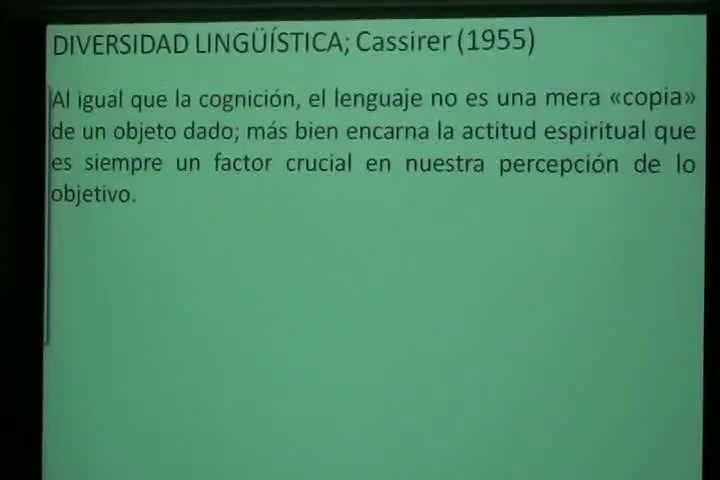 DIVERSIDAD LINGÜÍSTICA; Cassirer (1955)
Al igual que la cognición, el lenguaje no es una mera «copia»
de un objeto dado; más bien encarna la actitud espiritual que
es siempre un factor crucial en nuestra percepción de lo
objetivo.